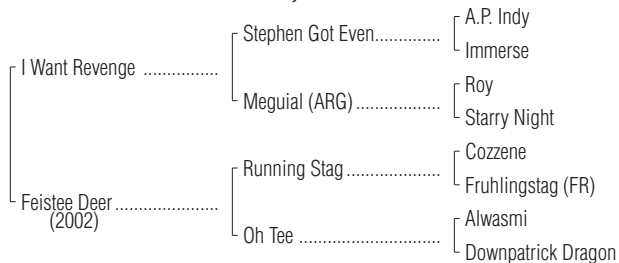 A.P. Indy
Stephen Got Even..............
Immerse
I Want Revenge ................
Roy
Meguial (ARG) ..................
Starry Night
Cozzene
Running Stag ....................
Fruhlingstag (FR)
Feistee Deer ......................
(2002)
Alwasmi
Oh Tee ..............................
Downpatrick Dragon